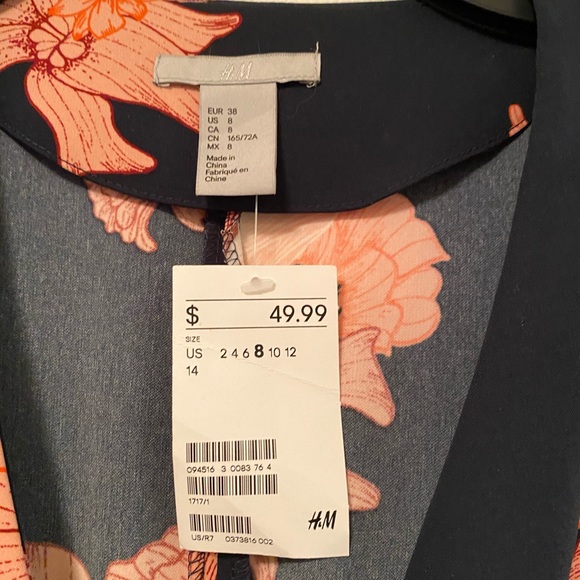 H&M
EUR 38
US 8
CA 8
CN 165/72A
MX 8
Made in
China
Fabriqué en
Chine
$ 49.99
SIZE
US 2 4 6 8 10 12
14
094516 3 0083 76 4
1717/1
H&M
US/R7 0373816 002